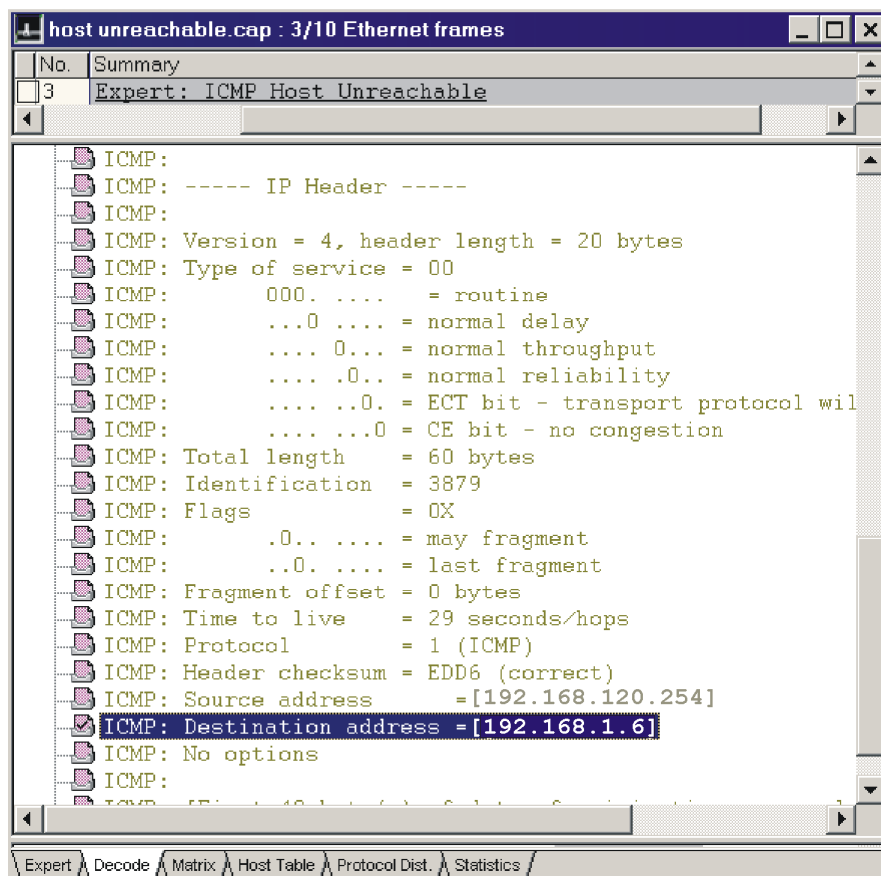 host unreachable.cap : 3/10 Ethernet frames
No. Summary
3 Expert: ICMP Host Unreachable
ICMP:
ICMP: ----- IP Header -----
ICMP:
ICMP: Version = 4, header length = 20 bytes
ICMP: Type of service = 00
ICMP: 000. .... = routine
ICMP: ...0 .... = normal delay
ICMP: .... 0... = normal throughput
ICMP: .... .0.. = normal reliability
ICMP: .... ..0. = ECT bit - transport protocol wil
ICMP: .... ...0 = CE bit - no congestion
ICMP: Total length = 60 bytes
ICMP: Identification = 3879
ICMP: Flags = 0X
ICMP: .0.. .... = may fragment
ICMP: ..0. .... = last fragment
ICMP: Fragment offset = 0 bytes
ICMP: Time to live = 29 seconds/hops
ICMP: Protocol = 1 (ICMP)
ICMP: Header checksum = EDD6 (correct)
ICMP: Source address =[192.168.120.254]
ICMP: Destination address =[192.168.1.6]
ICMP: No options
ICMP:
Expert Decode Matrix Host Table Protocol Dist. Statistics